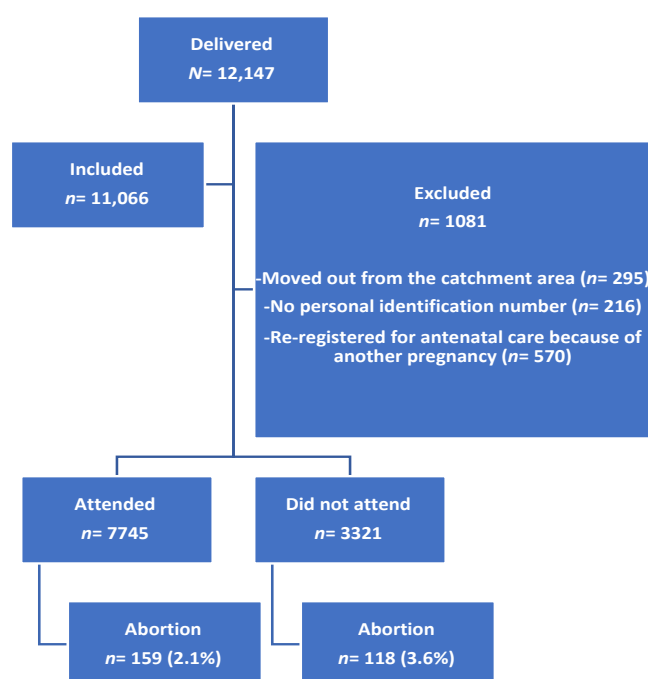 Delivered
N= 12,147
Included
n= 11,066
Excluded
n= 1081
-Moved out from the catchment area (n= 295)
-No personal identification number (n= 216)
-Re-registered for antenatal care because of
another pregnancy (n= 570)
Attended
n= 7745
Did not attend
n= 3321
Abortion
n= 159 (2.1%)
Abortion
n= 118 (3.6%)